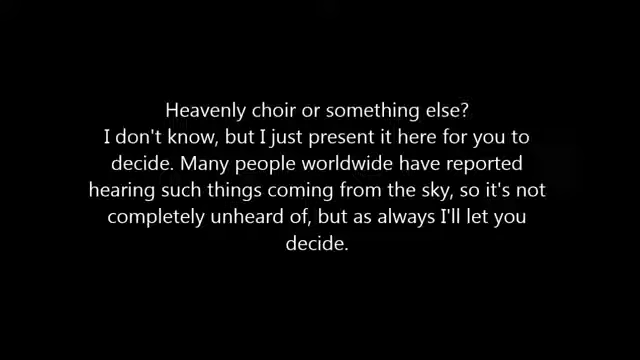 Heavenly choir or something else?
I don't know, but I just present it here for you to
decide. Many people worldwide have reported
hearing such things coming from the sky, so it's not
completely unheard of, but as always I'll let you
decide.